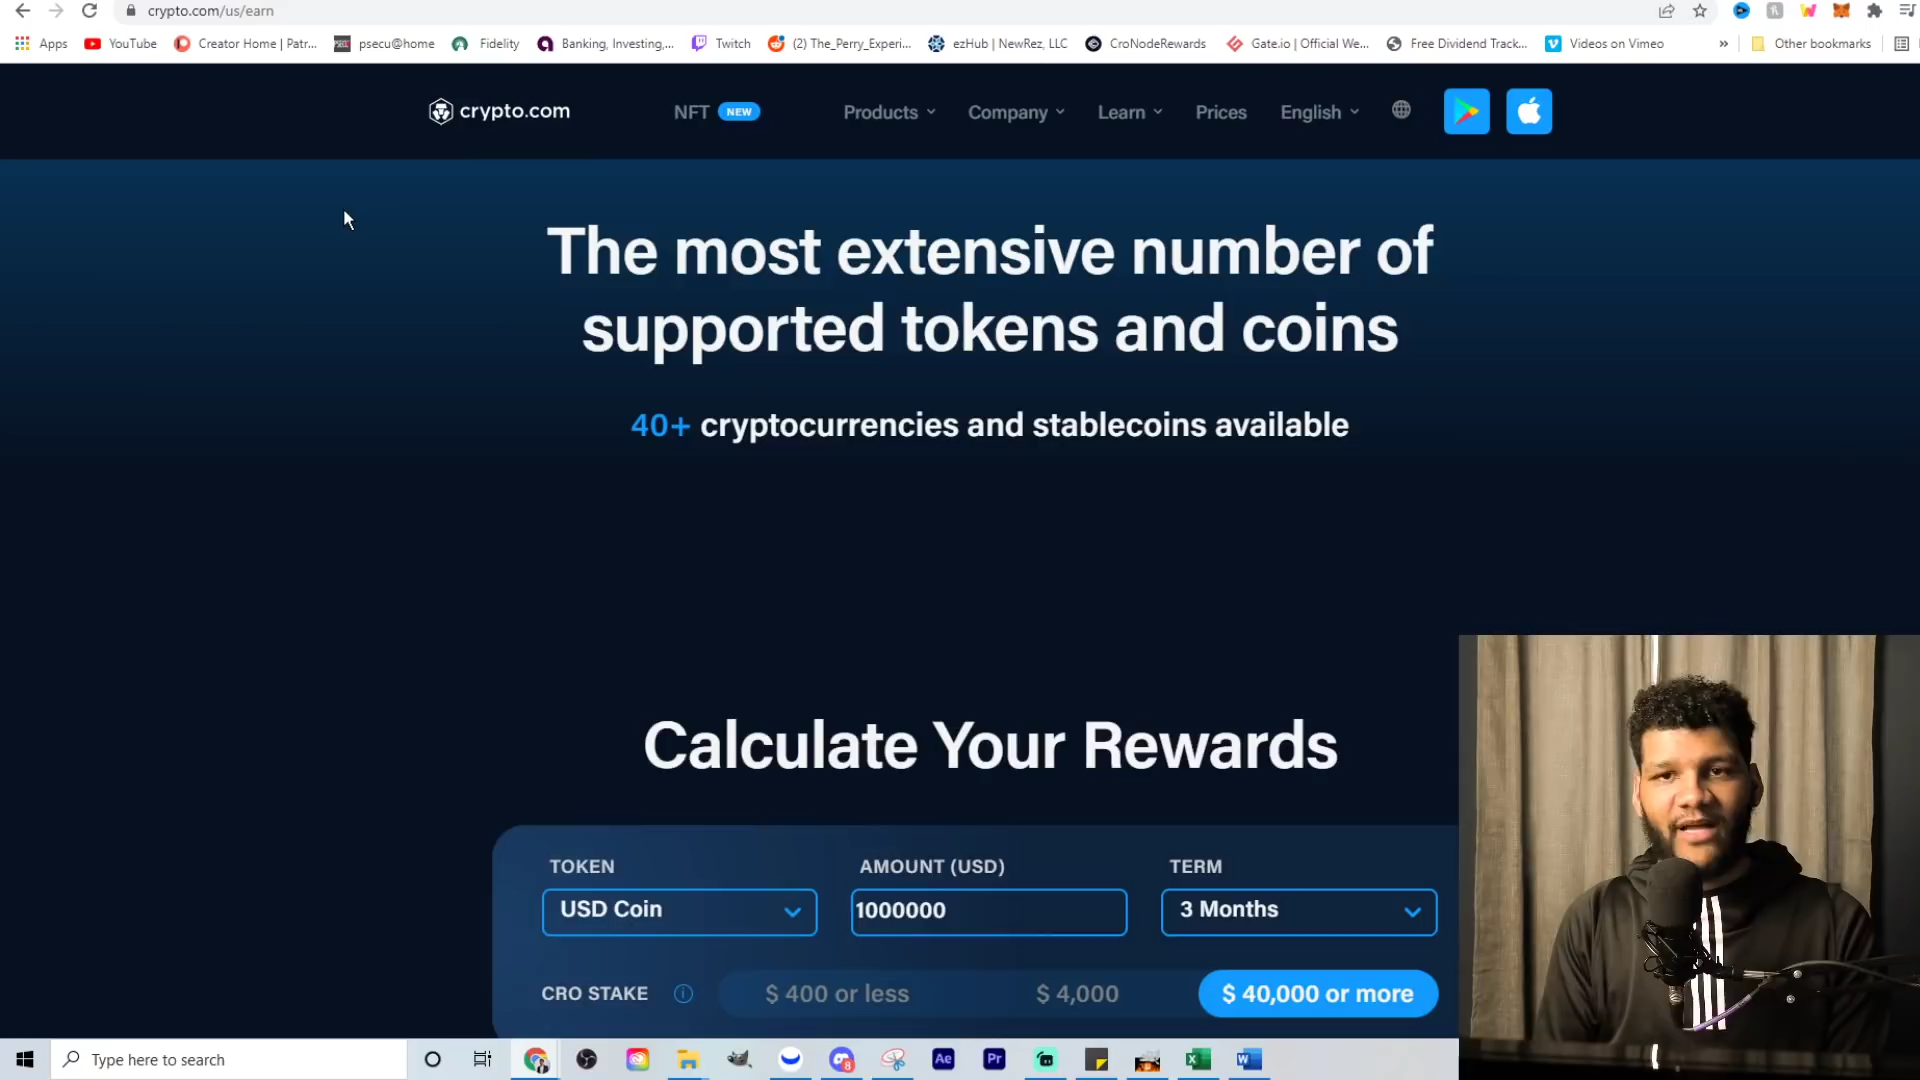 crypto.com/us/earn
Apps
YouTube
Creator Home | Patr...
psecu@home
Fidelity
Banking, Investing,...
Twitch
(2) The_Perry_Experi...
ezHub | NewRez, LLC
CroNodeRewards
Gate.io | Official We...
Free Dividend Track...
Videos on Vimeo
»
Other bookmarks
crypto.com
NFT NEW
Products
Company
Learn
Prices
English
The most extensive number of
supported tokens and coins
40+ cryptocurrencies and stablecoins available
Calculate Your Rewards
TOKEN
AMOUNT (USD)
TERM
USD Coin
1000000
3 Months
CRO STAKE
$ 400 or less
$ 4,000
$ 40,000 or more
Type here to search
Ae
Pr